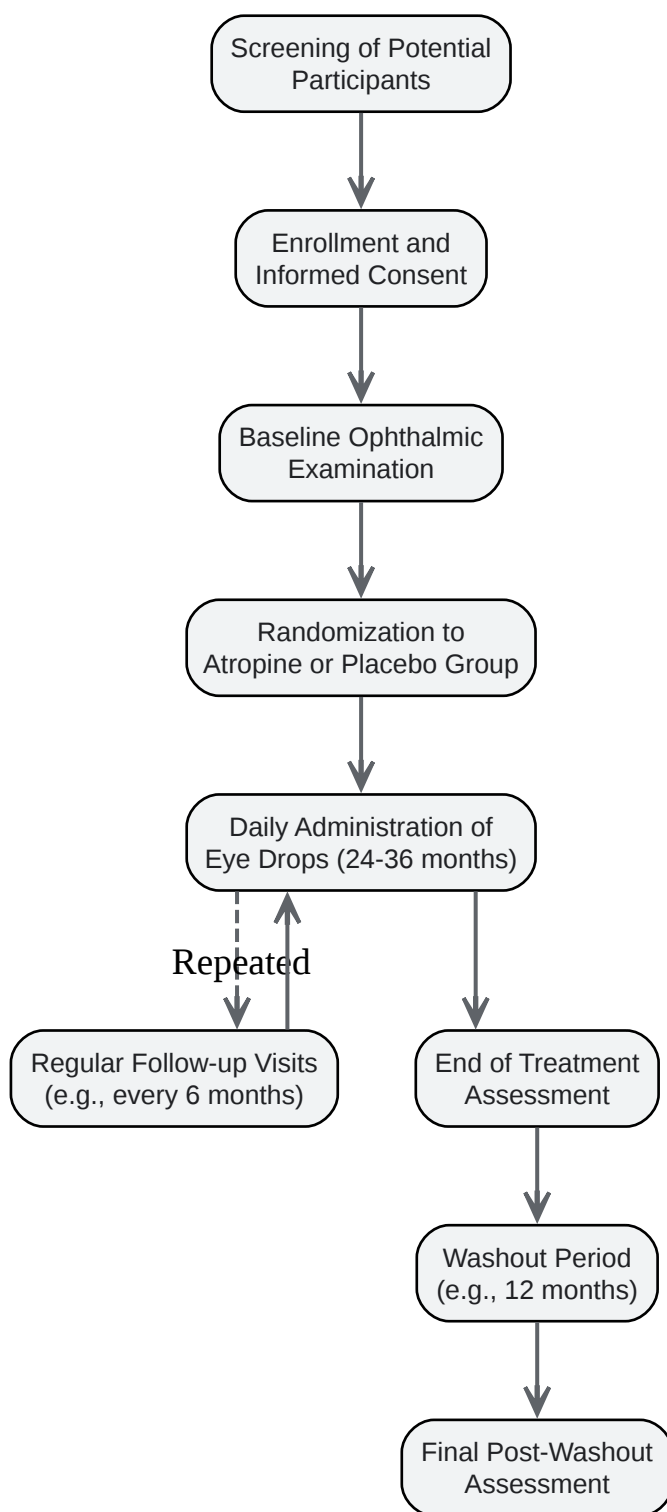 Screening of Potential
Participants
Enrollment and
Informed Consent
Baseline Ophthalmic
Examination
Randomization to
Atropine or Placebo Group
Daily Administration of
Eye Drops (24-36 months)
Repeated
Regular Follow-up Visits
(e.g., every 6 months)
End of Treatment
Assessment
Washout Period
(e.g., 12 months)
Final Post-Washout
Assessment